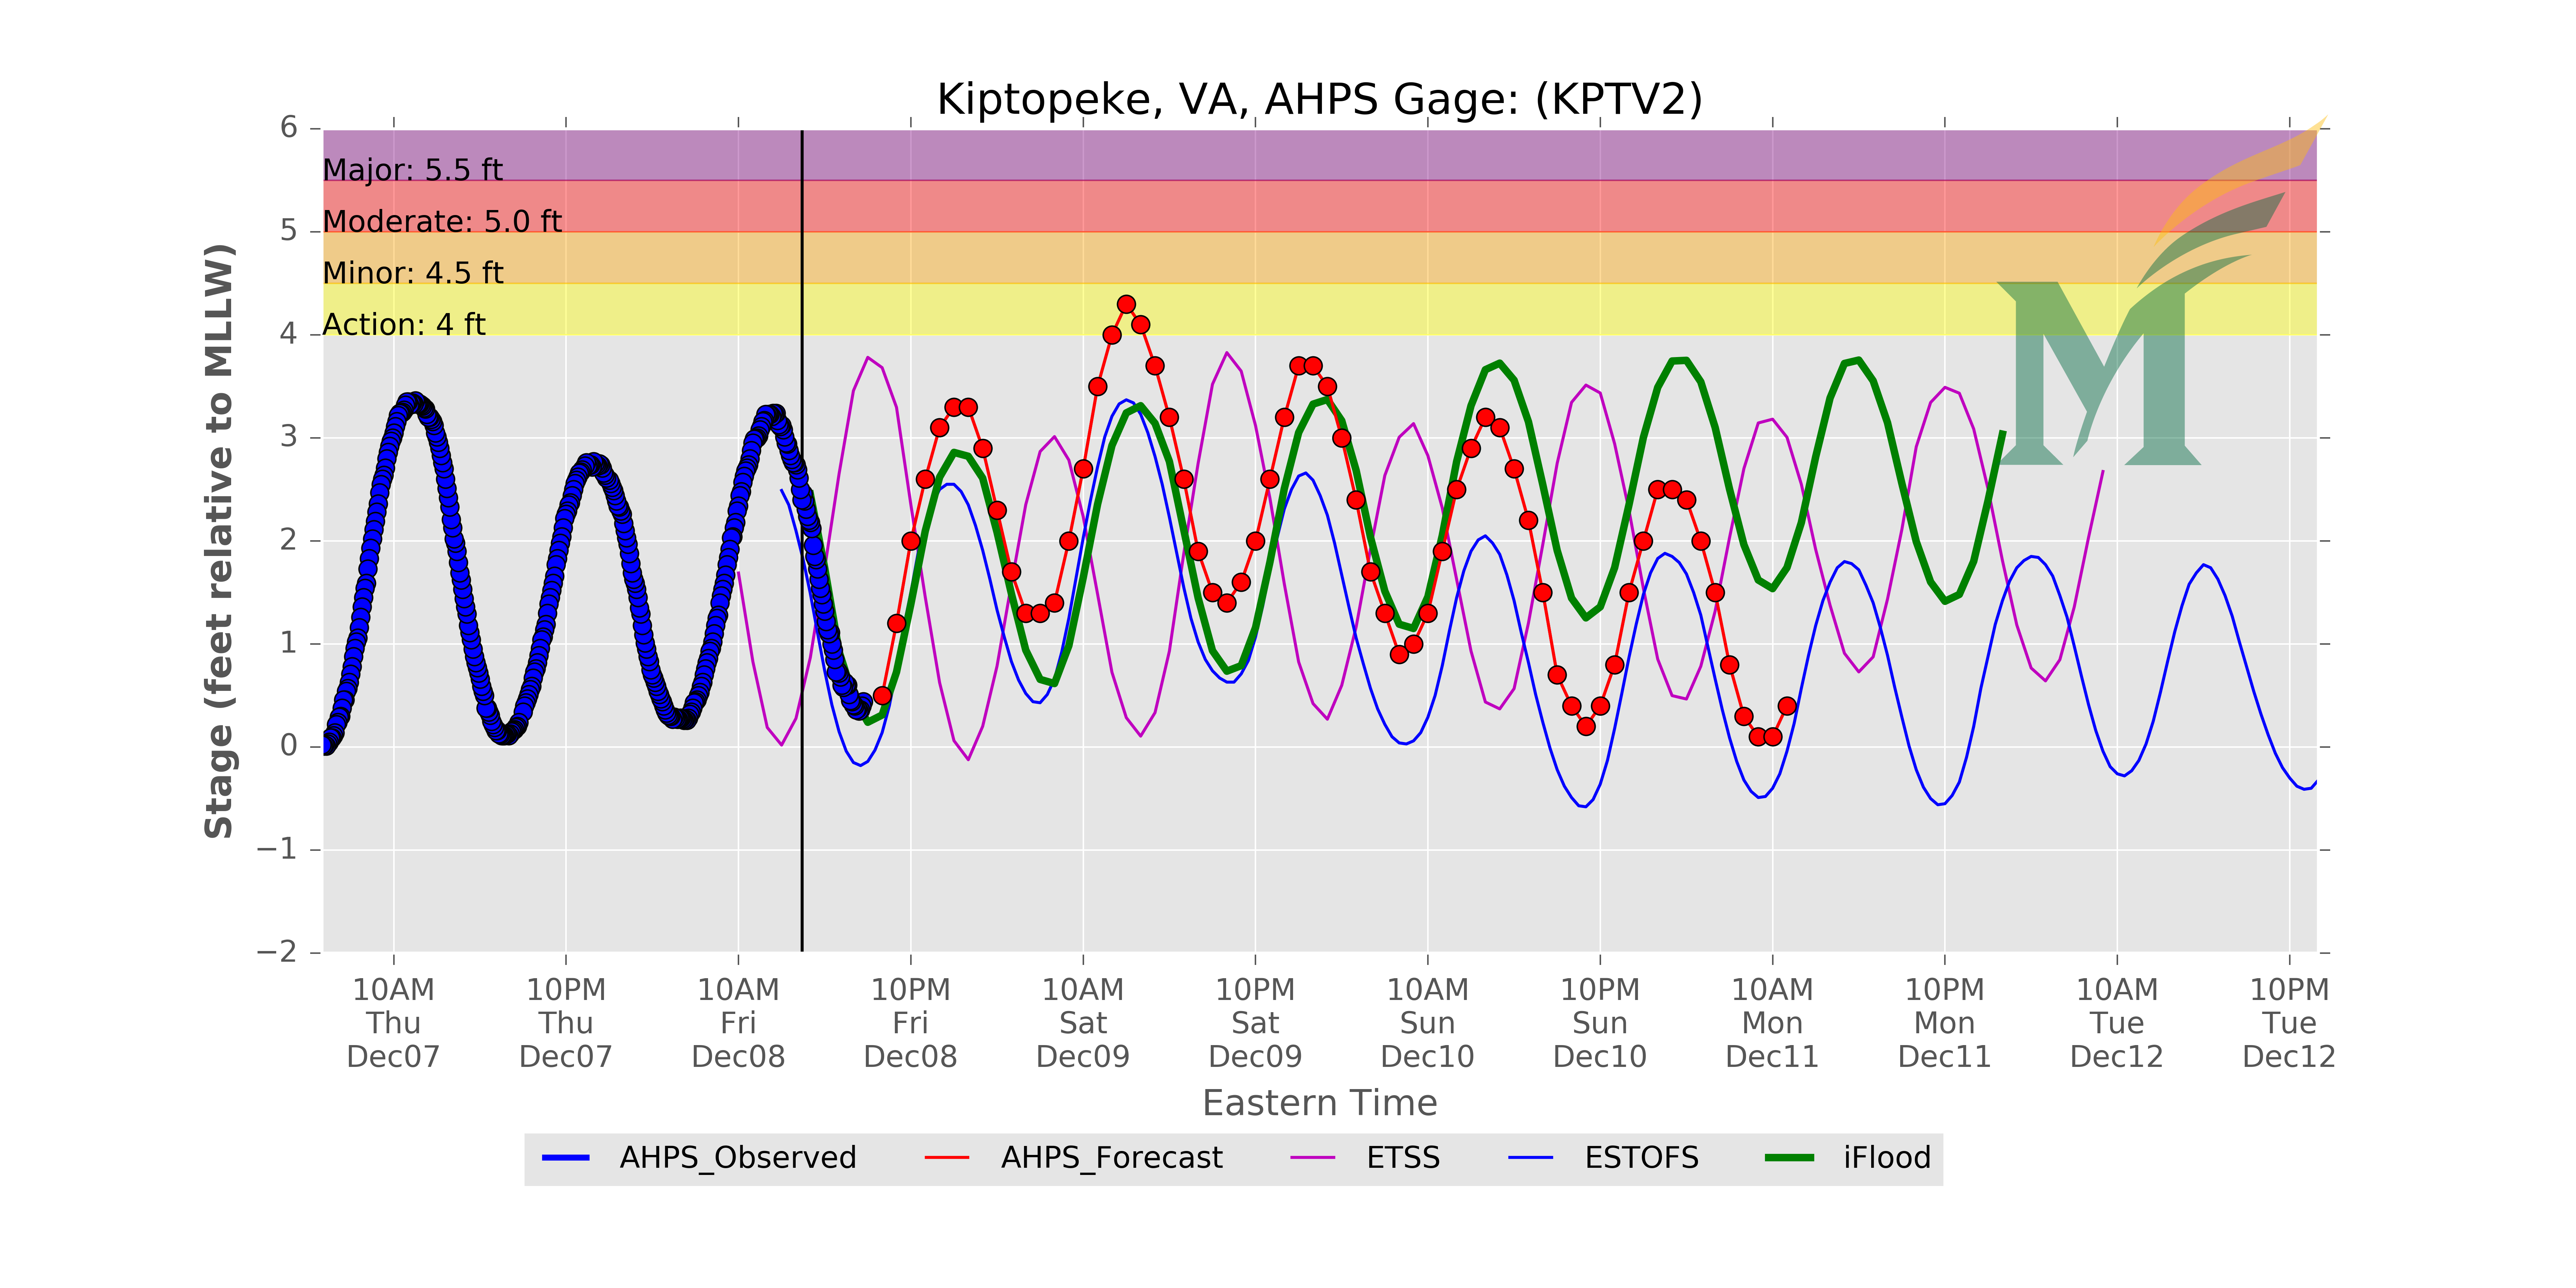 Kiptopeke, VA, AHPS Gage: (KPTV2)
6
5
4
3
2
1
0
−1
−2
Stage (feet relative to MLLW)
Major: 5.5 ft
Moderate: 5.0 ft
Minor: 4.5 ft
Action: 4 ft
M
10AM 10PM 10AM 10PM 10AM 10PM 10AM 10PM 10AM 10PM 10AM 10PM
Thu Thu Fri Fri Sat Sat Sun Sun Mon Mon Tue Tue
Dec07 Dec07 Dec08 Dec08 Dec09 Dec09 Dec10 Dec10 Dec11 Dec11 Dec12 Dec12
Eastern Time
AHPS_Observed AHPS_Forecast ETSS ESTOFS iFlood